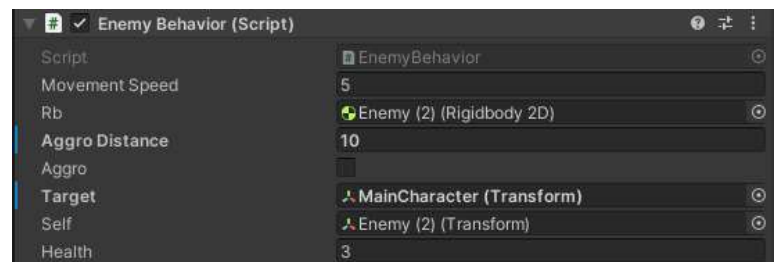 # Enemy Behavior (Script)
Script EnemyBehavior
Movement Speed 5
Rb Enemy (2) (Rigidbody 2D)
Aggro Distance 10
Aggro
Target MainCharacter (Transform)
Self Enemy (2) (Transform)
Health 3